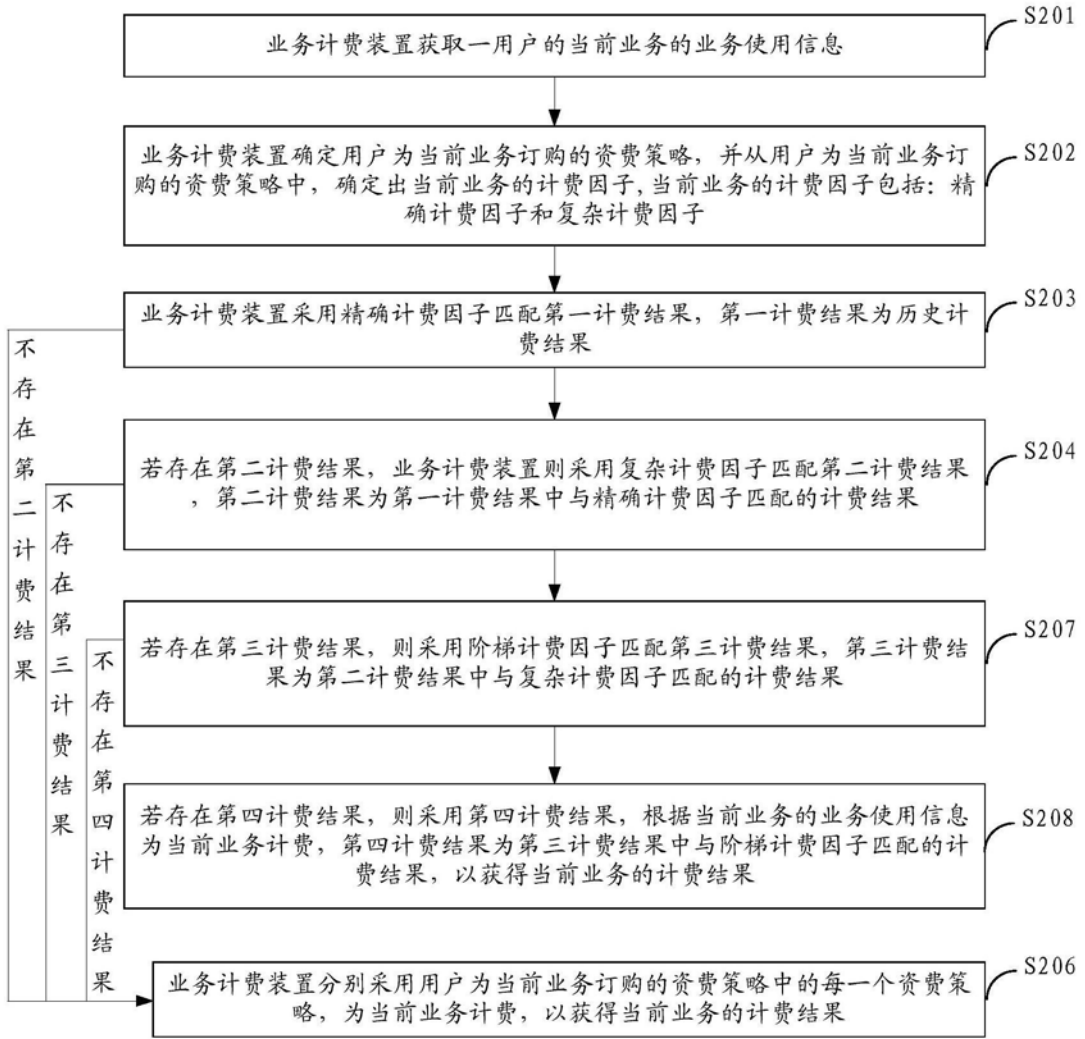 S201
业务计费装置获取一用户的当前业务的业务使用信息
S202
业务计费装置确定用户为当前业务订购的资费策略，并从用户为当前业务订
购的资费策略中，确定出当前业务的计费因子,当前业务的计费因子包括：精
确计费因子和复杂计费因子
S203
业务计费装置采用精确计费因子匹配第一计费结果，第一计费结果为历史计
费结果
不存在第二计费结果
S204
若存在第二计费结果，业务计费装置则采用复杂计费因子匹配第二计费结果
，第二计费结果为第一计费结果中与精确计费因子匹配的计费结果
不存在第三计费结果
S207
若存在第三计费结果，则采用阶梯计费因子匹配第三计费结果，第三计费结
果为第二计费结果中与复杂计费因子匹配的计费结果
不存在第四计费结果
S208
若存在第四计费结果，则采用第四计费结果，根据当前业务的业务使用信息
为当前业务计费，第四计费结果为第三计费结果中与阶梯计费因子匹配的计
费结果，以获得当前业务的计费结果
S206
业务计费装置分别采用用户为当前业务订购的资费策略中的每一个资费策
略，为当前业务计费，以获得当前业务的计费结果